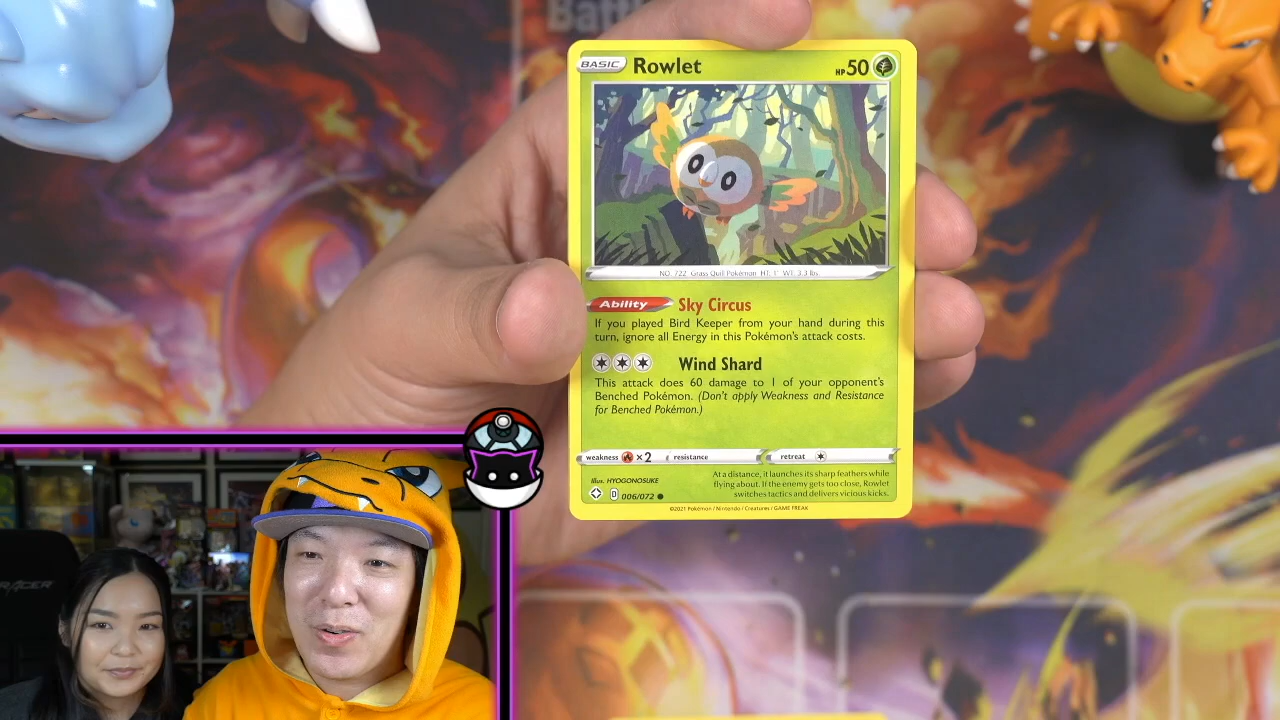 Battl
BASIC Rowlet HP 50
NO. 722 Grass Quill Pokémon HT: 1' WT: 3.3 lbs.
Ability Sky Circus
If you played Bird Keeper from your hand during this
turn, ignore all Energy in this Pokémon's attack costs.
Wind Shard
This attack does 60 damage to 1 of your opponent's
Benched Pokémon. (Don't apply Weakness and Resistance
for Benched Pokémon.)
weakness ×2 resistance retreat
Illus. HYOGONOSUKE
D 006/072
At a distance, it launches its sharp feathers while
flying about. If the enemy gets too close, Rowlet
switches tactics and delivers vicious kicks.
©2021 Pokémon / Nintendo / Creatures / GAME FREAK
RACER